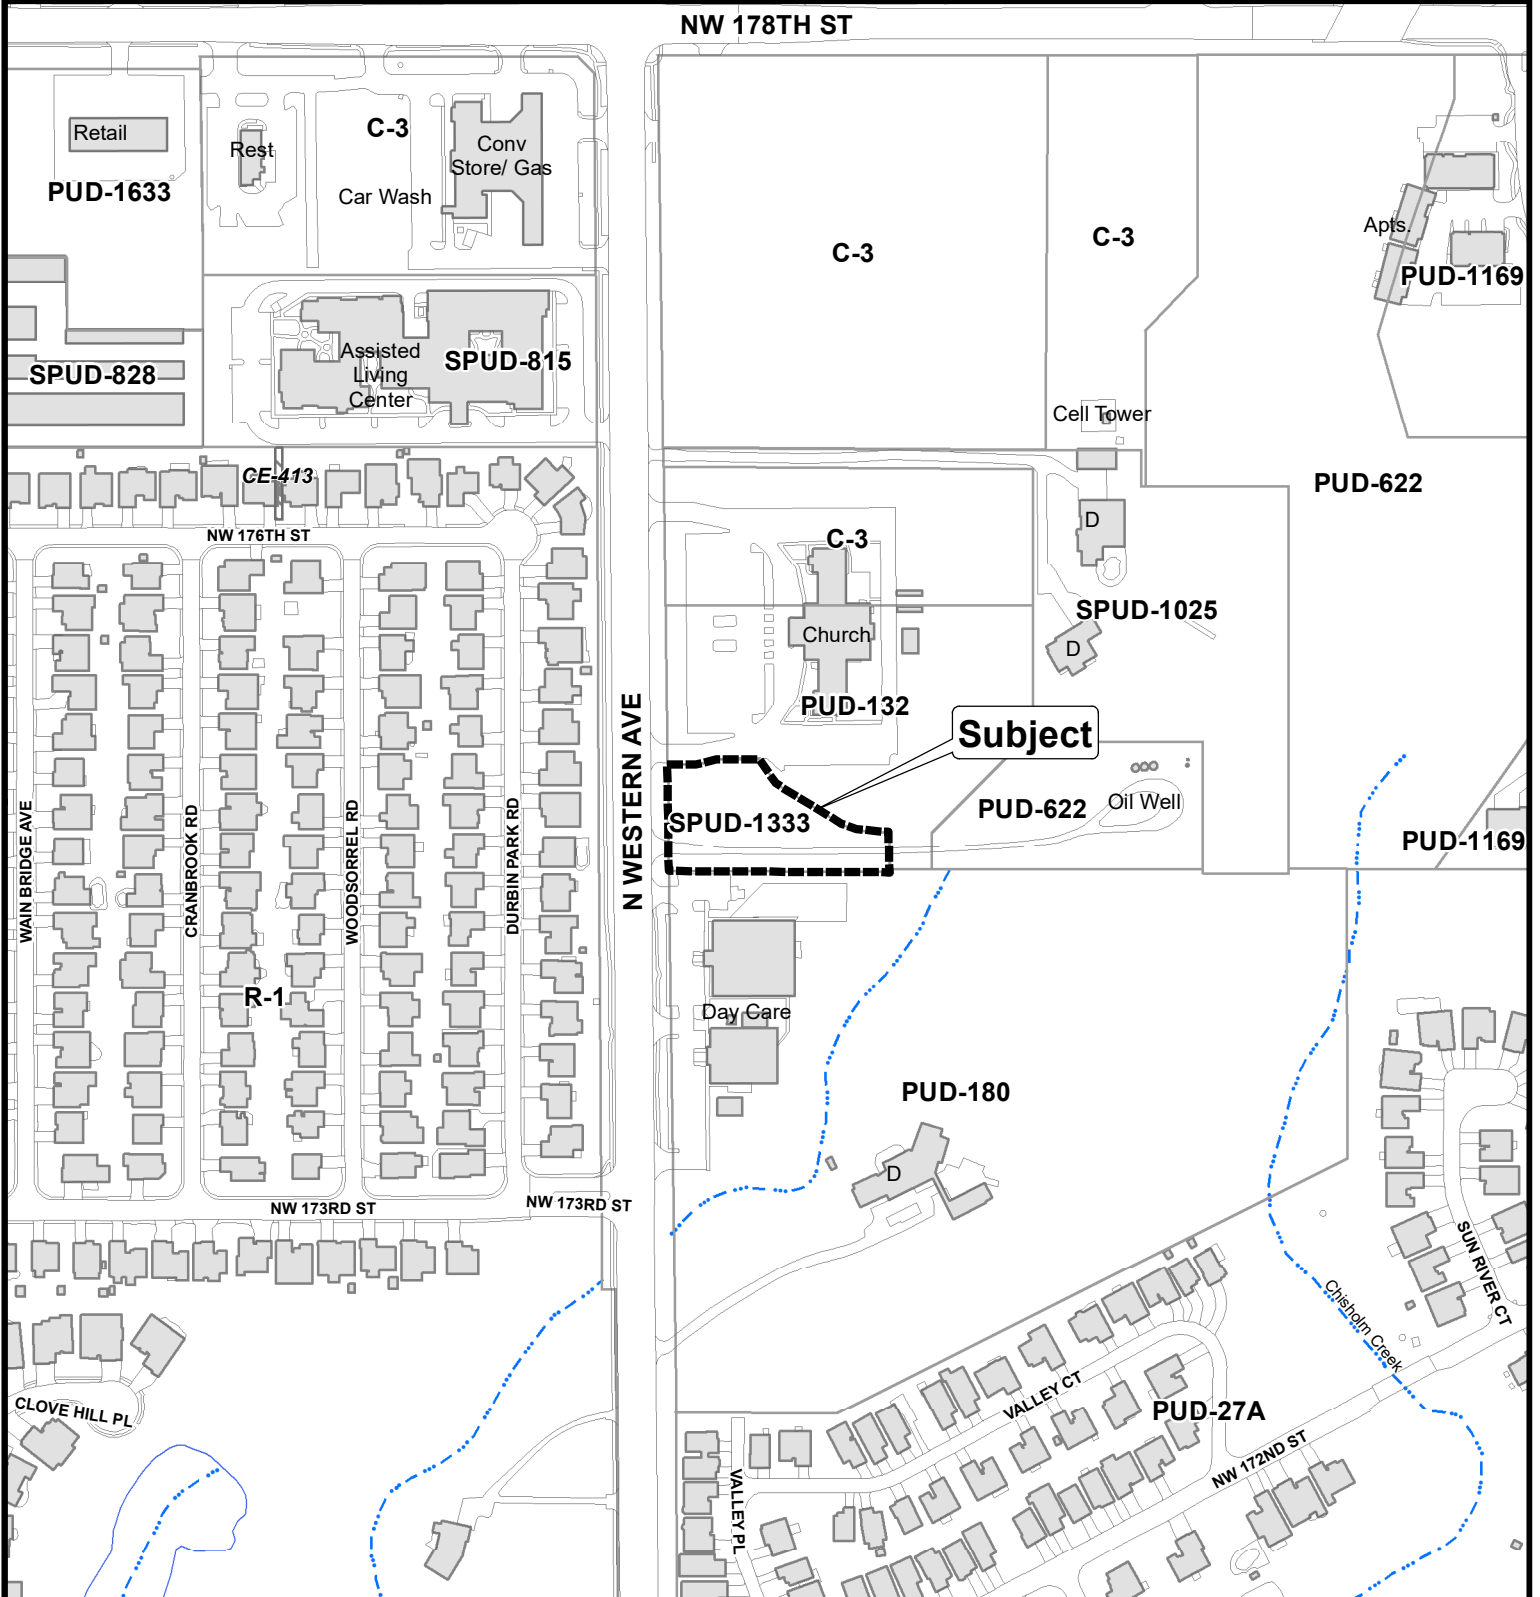 NW 178TH ST
Retail
Rest
C-3
Conv
Store/ Gas
PUD-1633
Car Wash
C-3
C-3
Apts.
PUD-1169
Assisted
Living
Center
SPUD-815
SPUD-828
Cell Tower
CE-413
PUD-622
NW 176TH ST
C-3
D
SPUD-1025
Church
D
PUD-132
Subject
N WESTERN AVE
SPUD-1333
PUD-622
Oil Well
PUD-1169
WAIN BRIDGE AVE
CRANBROOK RD
WOODSORREL RD
DURBIN PARK RD
R-1
Day Care
PUD-180
D
NW 173RD ST
NW 173RD ST
SUN RIVER CT
Chisholm Creek
CLOVE HILL PL
VALLEY CT
PUD-27A
NW 172ND ST
VALLEY PL